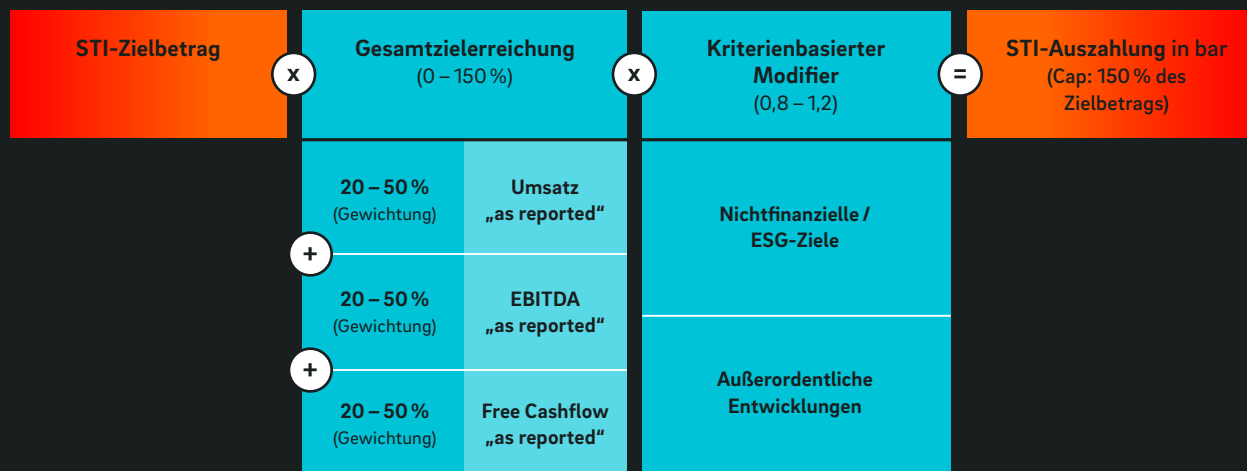 STI-Zielbetrag
x
Gesamtzielerreichung
(0 – 150 %)
x
Kriterienbasierter
Modifier
(0,8 – 1,2)
=
STI-Auszahlung in bar
(Cap: 150 % des
Zielbetrags)
20 – 50 %
(Gewichtung)
Umsatz
„as reported“
+
20 – 50 %
(Gewichtung)
EBITDA
„as reported“
+
20 – 50 %
(Gewichtung)
Free Cashflow
„as reported“
Nichtfinanzielle /
ESG-Ziele
Außerordentliche
Entwicklungen